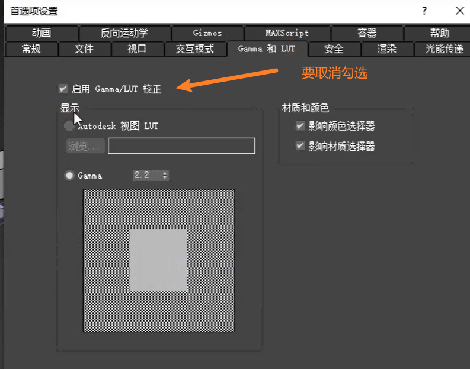 首选项设置
?
×
动画 反向运动学 Gizmos MAXScript 容器 帮助
常规 文件 视口 交互模式 Gamma 和 LUT 安全 渲染 光能传递
要取消勾选
启用 Gamma/LUT 校正
显示
Autodesk 视图 LUT
浏览...
Gamma 2.2
材质和颜色
影响颜色选择器
影响材质选择器